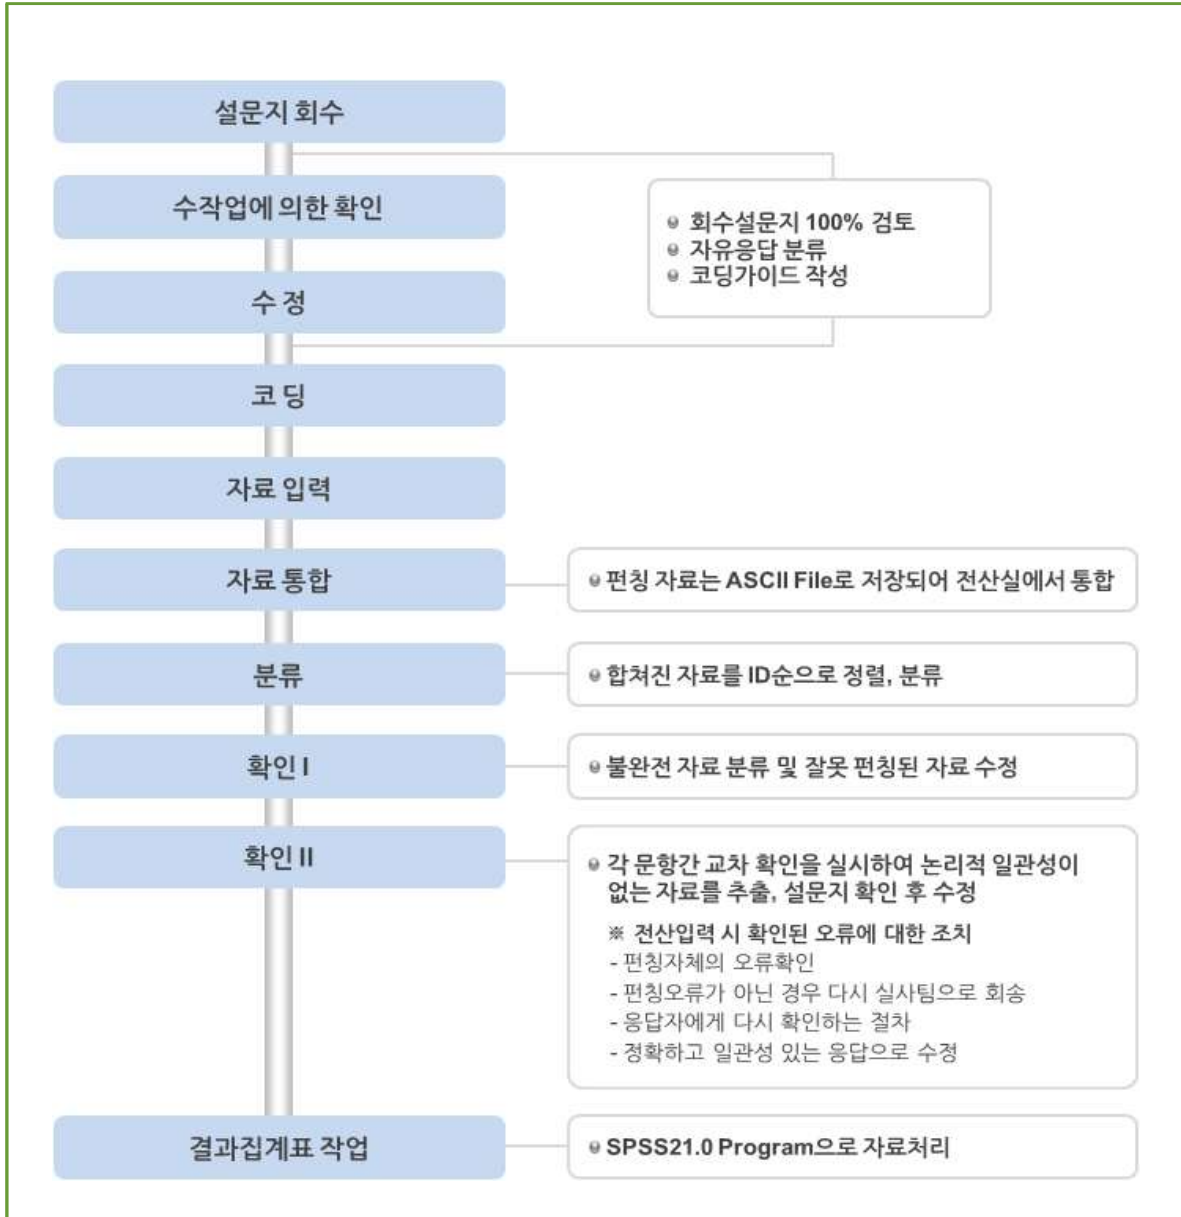 설문지 회수
수작업에 의한 확인
● 회수설문지 100% 검토
● 자유응답 분류
● 코딩가이드 작성
수 정
코 딩
자료 입력
자료 통합
● 펀칭 자료는 ASCII File로 저장되어 전산실에서 통합
분류
● 합쳐진 자료를 ID순으로 정렬, 분류
확인 I
● 불완전 자료 분류 및 잘못 펀칭된 자료 수정
확인 II
● 각 문항간 교차 확인을 실시하여 논리적 일관성이
없는 자료를 추출, 설문지 확인 후 수정
※ 전산입력 시 확인된 오류에 대한 조치
- 펀칭자체의 오류확인
- 펀칭오류가 아닌 경우 다시 실사팀으로 회송
- 응답자에게 다시 확인하는 절차
- 정확하고 일관성 있는 응답으로 수정
결과집계표 작업
● SPSS21.0 Program으로 자료처리